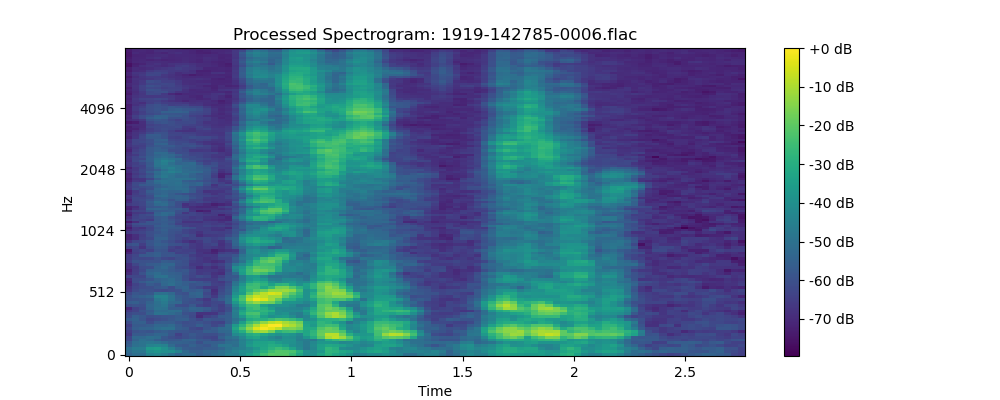 Processed Spectrogram: 1919-142785-0006.flac
Hz
4096
2048
1024
512
0
0
0.5
1
1.5
2
2.5
Time
+0 dB
-10 dB
-20 dB
-30 dB
-40 dB
-50 dB
-60 dB
-70 dB